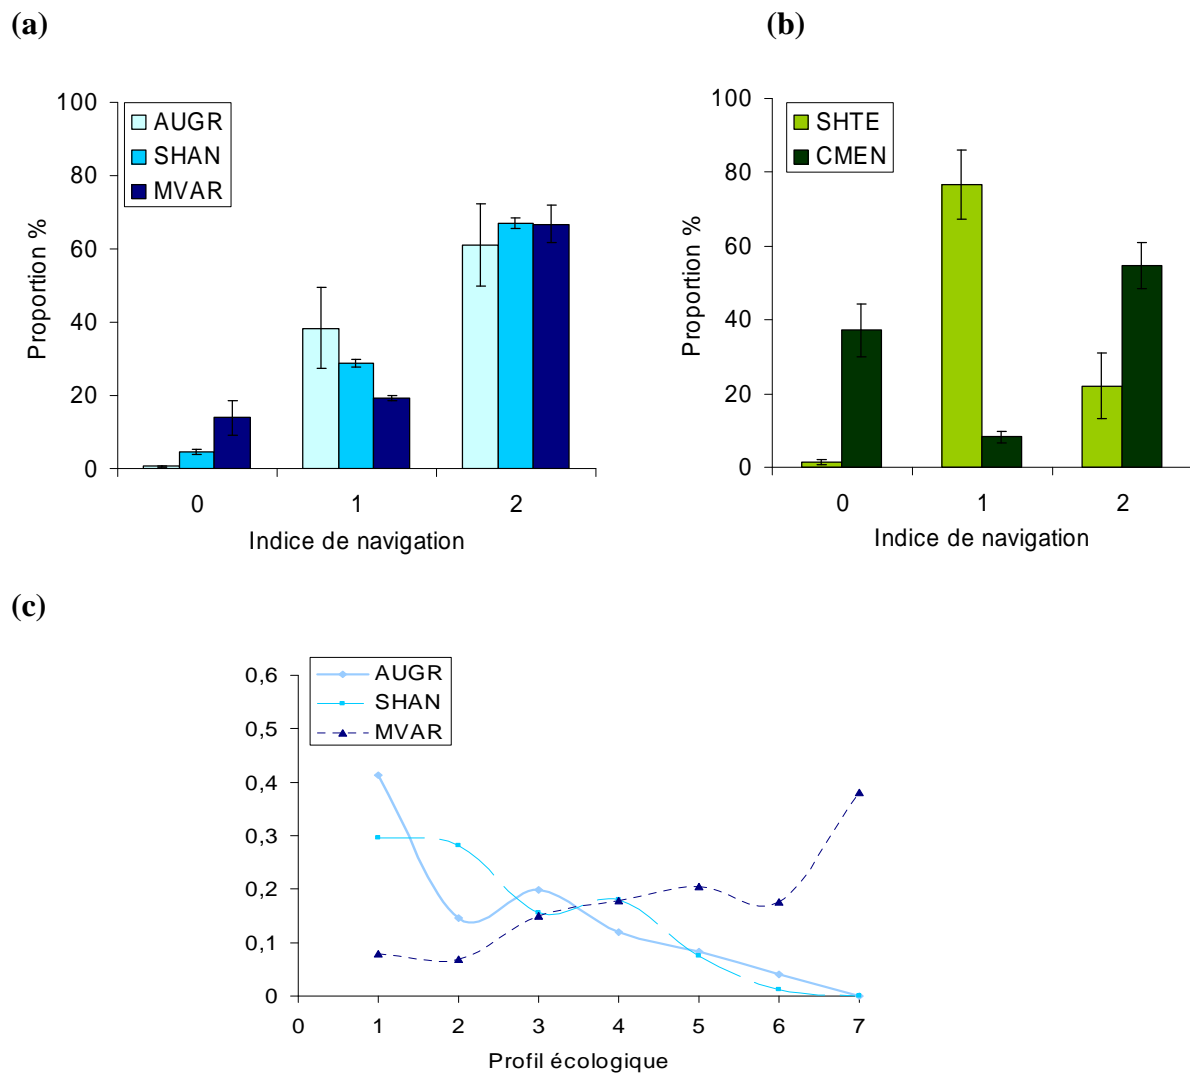 (a)
(b)
100
80
60
40
20
0
Proportion %
AUGR
SHAN
MVAR
0 1 2
Indice de navigation
100
80
60
40
20
0
Proportion %
SHTE
CMEN
0 1 2
Indice de navigation
(c)
0,6
0,5
0,4
0,3
0,2
0,1
0
AUGR
SHAN
MVAR
0 1 2 3 4 5 6 7
Profil écologique